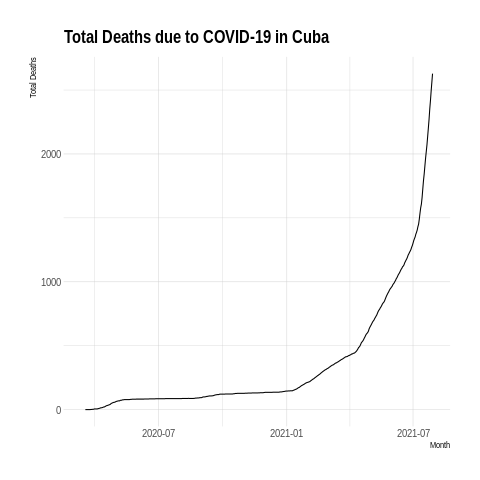 Total Deaths due to COVID-19 in Cuba
Total Deaths
2000
1000
0
2020-07 2021-01 2021-07
Month